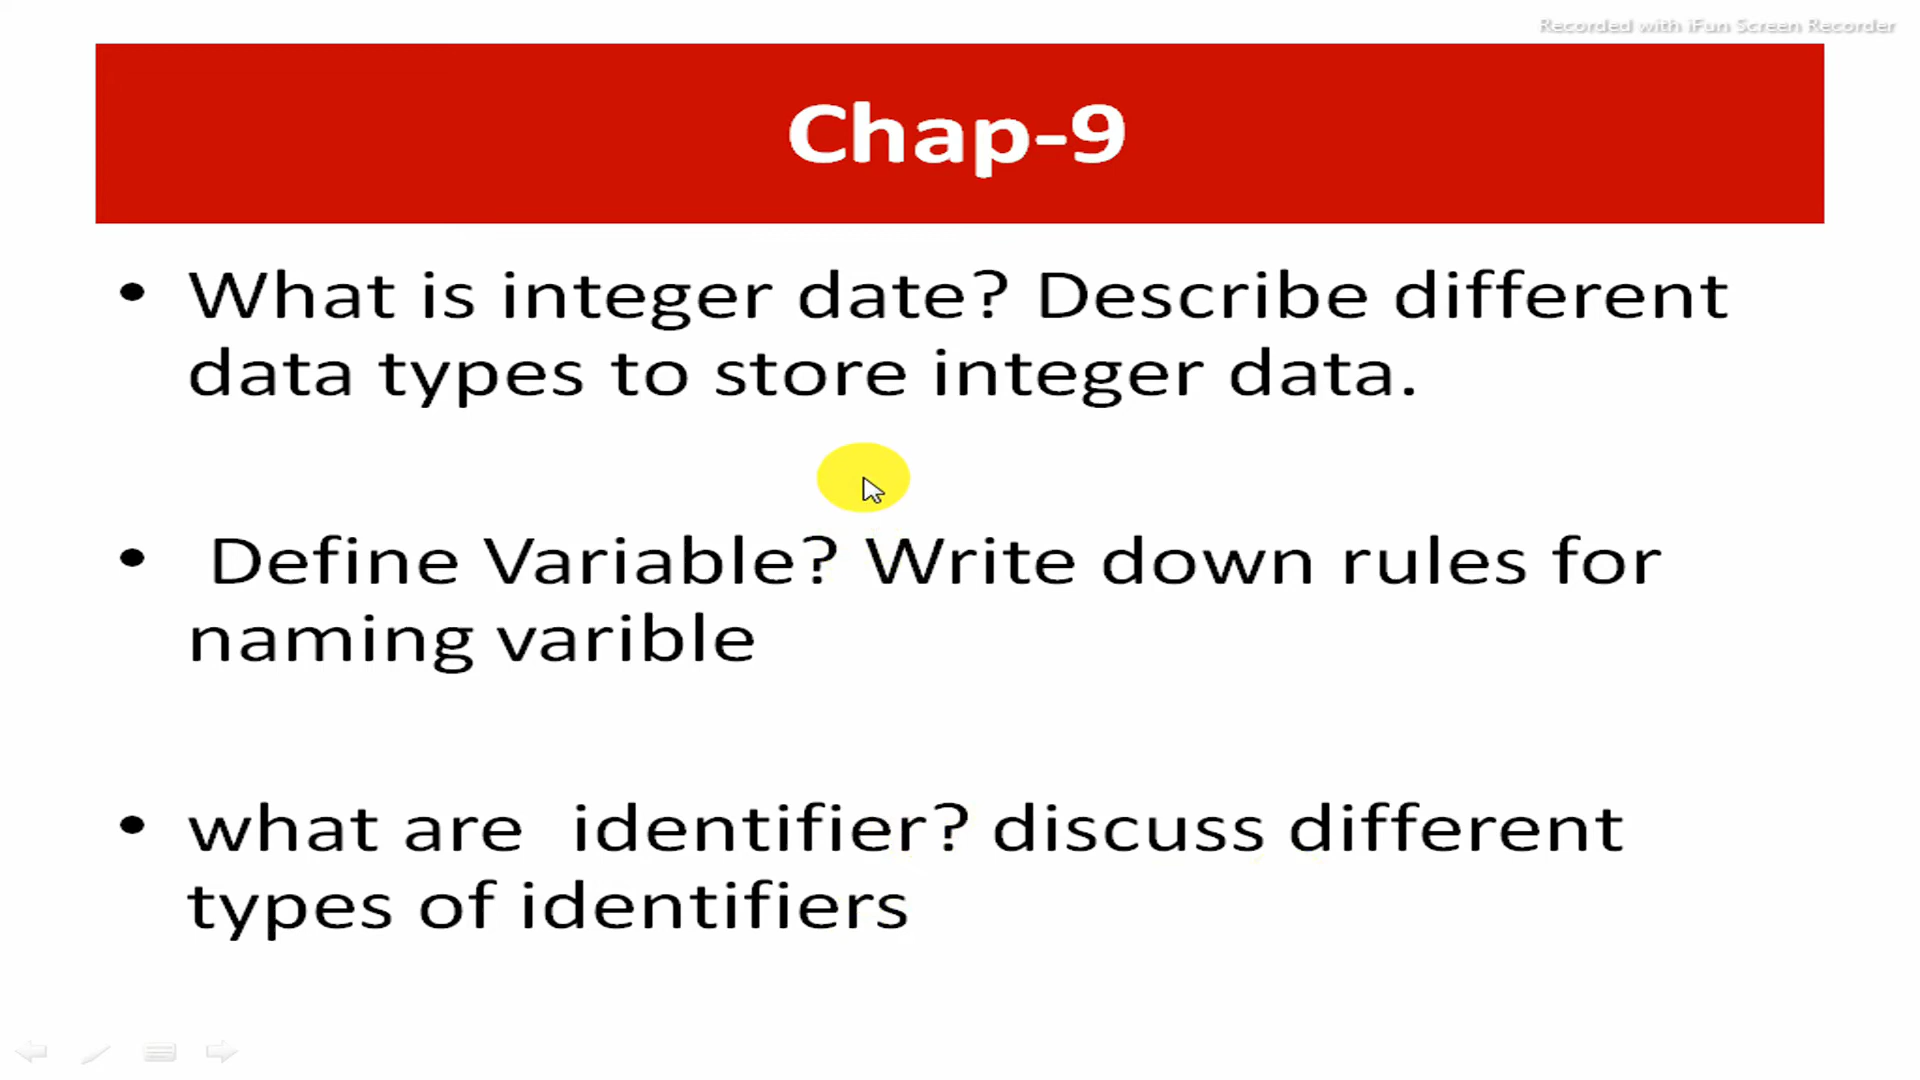 Recorded with iFun Screen Recorder
Chap-9
• What is integer date? Describe different
data types to store integer data.
• Define Variable? Write down rules for
naming varible
• what are identifier? discuss different
types of identifiers